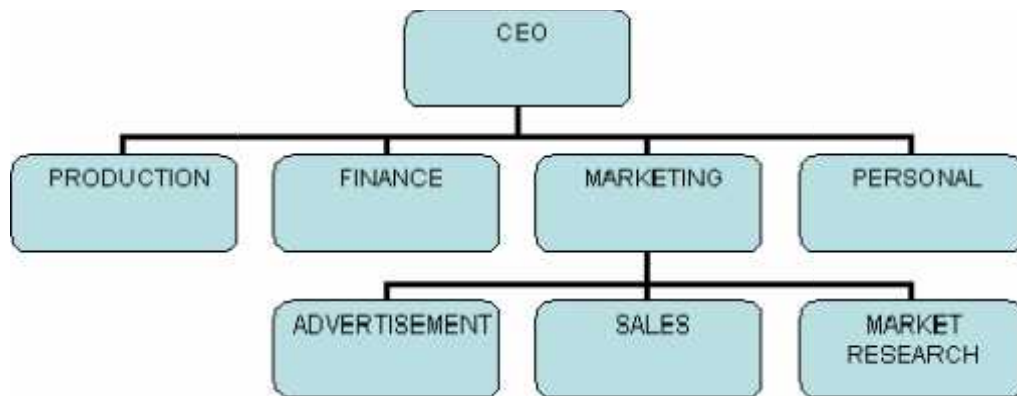 CEO
PRODUCTION
FINANCE
MARKETING
PERSONAL
ADVERTISEMENT
SALES
MARKET
RESEARCH